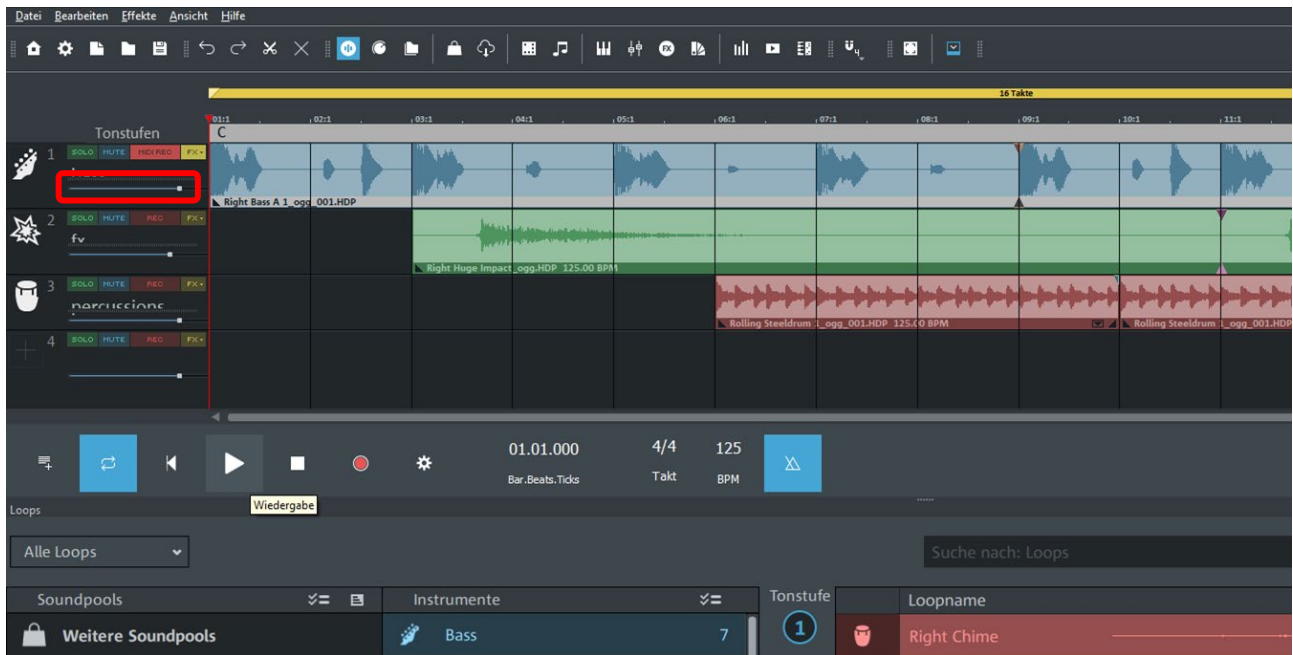 Datei Bearbeiten Effekte Ansicht Hilfe
16 Takte
01:1 02:1 03:1 04:1 05:1 06:1 07:1 08:1 09:1 10:1 11:1
Tonstufen C
1 SOLO MUTE MIDI REC FX
Right Bass A 1_ogg_001.HDP
2 SOLO MUTE REC FX
fx
Right Huge Impact_ogg.HDP 125.00 BPM
3 SOLO MUTE REC FX
percussions
Rolling Steeldrum 1_ogg_001.HDP 125.00 BPM Rolling Steeldrum 1_ogg_001.HDP
4 SOLO MUTE REC FX
01.01.000 4/4 125
Bar.Beats.Ticks Takt BPM
Wiedergabe
Loops
Alle Loops Suche nach: Loops
Soundpools Instrumente Tonstufe Loopname
Weitere Soundpools Bass 7 1 Right Chime